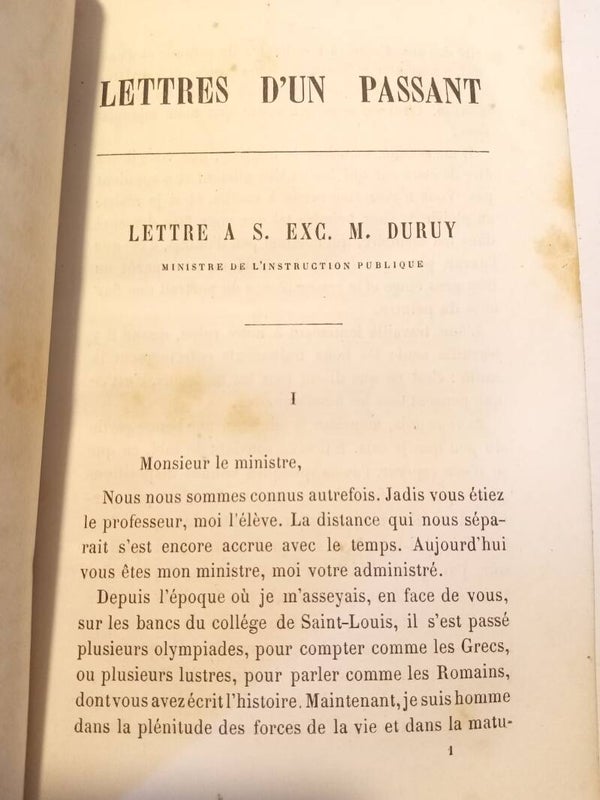 LETTRES D'UN PASSANT
LETTRE A S. EXC. M. DURUY
MINISTRE DE L'INSTRUCTION PUBLIQUE
I
Monsieur le ministre,
Nous nous sommes connus autrefois. Jadis vous étiez
le professeur, moi l'élève. La distance qui nous sépa-
rait s'est encore accrue avec le temps. Aujourd'hui
vous êtes mon ministre, moi votre administré.
Depuis l'époque où je m'asseyais, en face de vous,
sur les bancs du collége de Saint-Louis, il s'est passé
plusieurs olympiades, pour compter comme les Grecs,
ou plusieurs lustres, pour parler comme les Romains,
dont vous avez écrit l'histoire. Maintenant, je suis homme
dans la plénitude des forces de la vie et dans la matu-
1